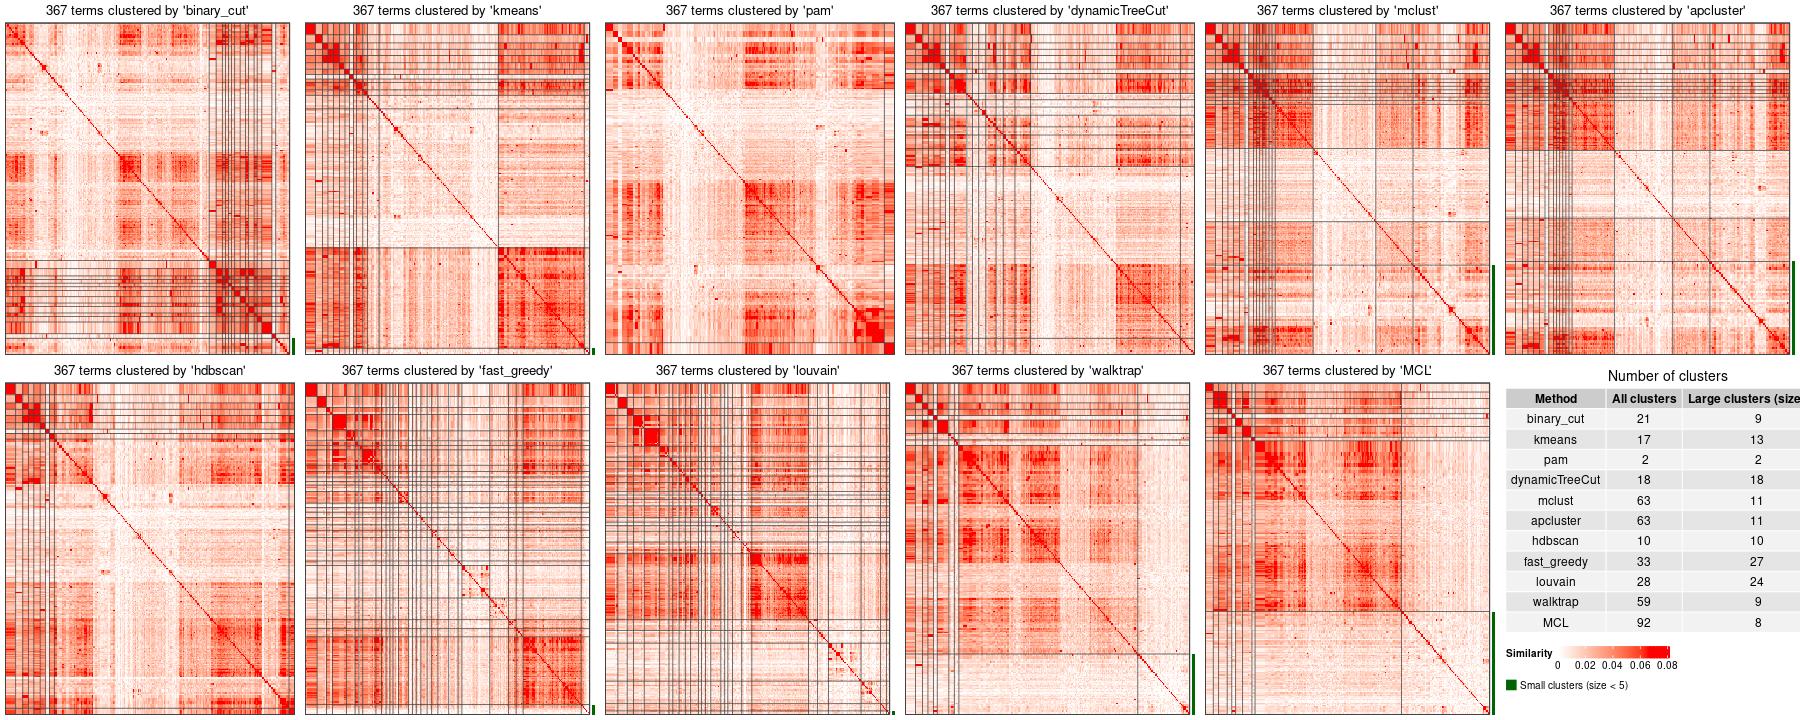 367 terms clustered by 'binary_cut'
367 terms clustered by 'kmeans'
367 terms clustered by 'pam'
367 terms clustered by 'dynamicTreeCut'
367 terms clustered by 'mclust'
367 terms clustered by 'apcluster'
367 terms clustered by 'hdbscan'
367 terms clustered by 'fast_greedy'
367 terms clustered by 'louvain'
367 terms clustered by 'walktrap'
367 terms clustered by 'MCL'
Number of clusters
Method All clusters Large clusters (size
binary_cut 21 9
kmeans 17 13
pam 2 2
dynamicTreeCut 18 18
mclust 63 11
apcluster 63 11
hdbscan 10 10
fast_greedy 33 27
louvain 28 24
walktrap 59 9
MCL 92 8
Similarity
0 0.02 0.04 0.06 0.08
Small clusters (size < 5)